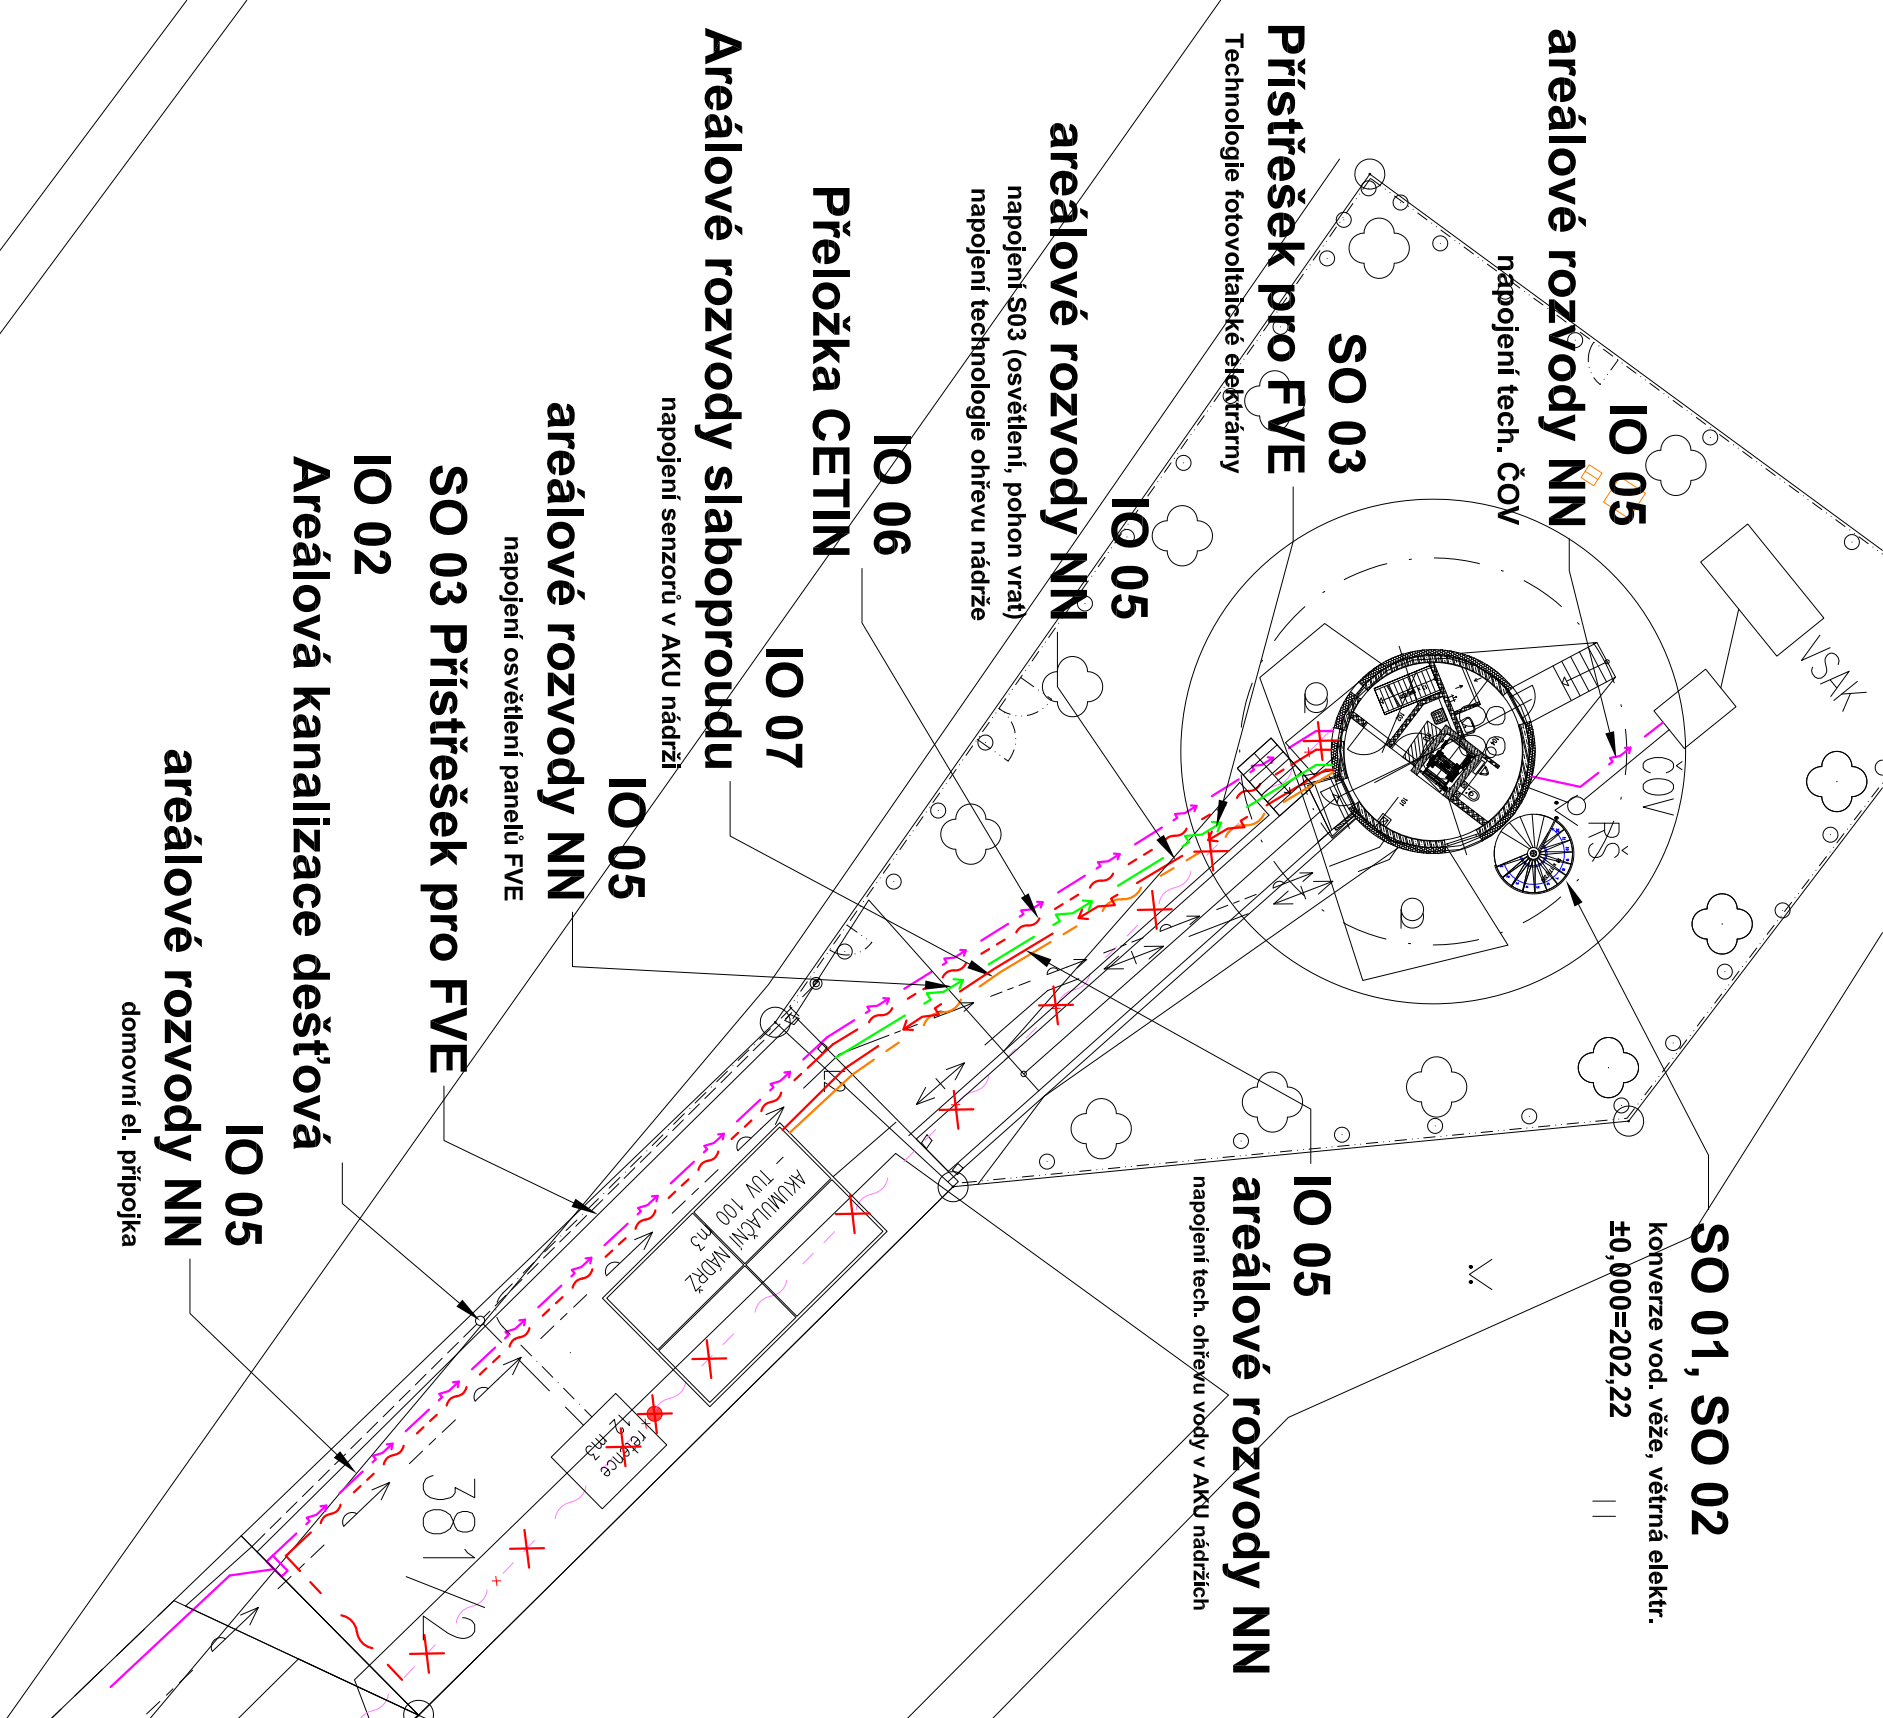 IO 05
areálové rozvody NN
napojení tech. ČOV
SO 03
Přístřešek pro FVE
Technologie fotovoltaické elektrárny
IO 05
areálové rozvody NN
napojení S03 (osvětlení, pohon vrat)
napojení technologie ohřevu nádrže
IO 06
Přeložka CETIN
IO 07
Areálové rozvody slaboproudu
napojení senzorů v AKU nádrži
IO 05
areálové rozvody NN
napojení osvětlení panelů FVE
SO 03 Přístřešek pro FVE
IO 02
Areálová kanalizace dešťová
IO 05
areálové rozvody NN
domovní el. přípojka
SO 01, SO 02
konverze vod. věže, větrná elektr.
±0,000=202,22
IO 05
areálové rozvody NN
napojení tech. ohřevu vody v AKU nádržích
VSAK
ČOV
RŠ
AKUMULAČNÍ NÁDRŽ
- TUV 100 m3
retence
12 m3
381/2